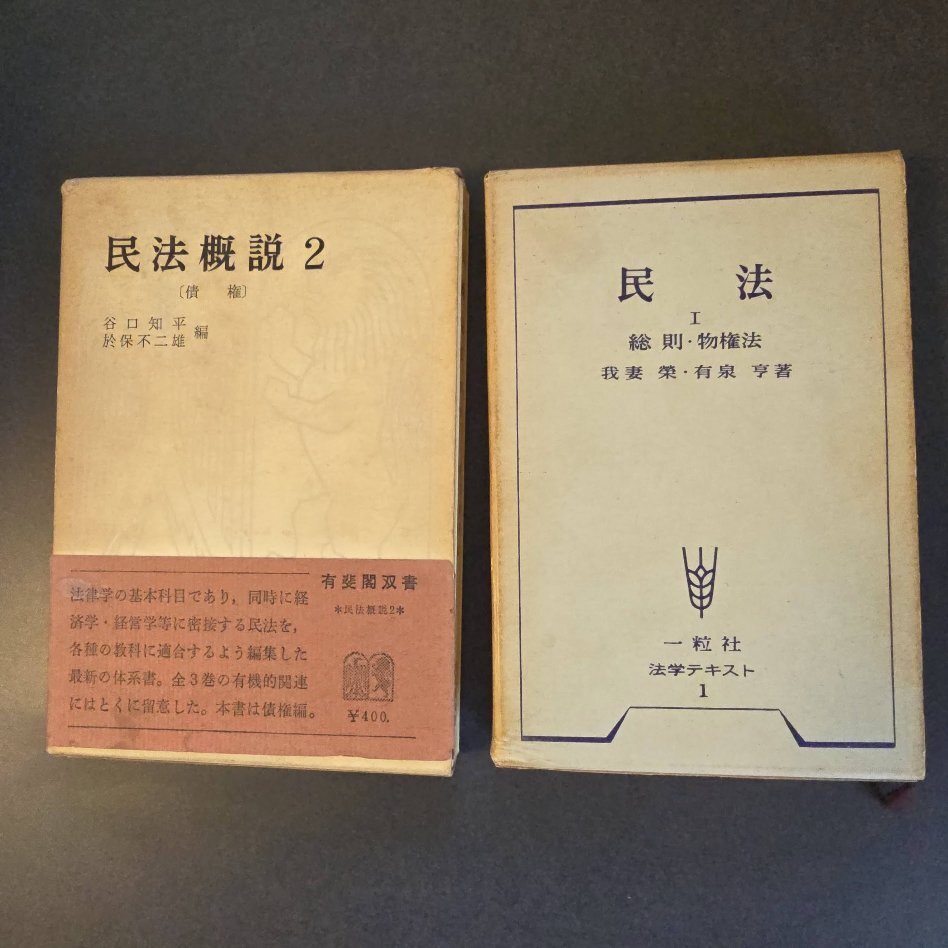 民法概説 2
〔債 権〕
谷口知平
於保不二雄
編
有斐閣双書
*民法概説2*
法律学の基本科目であり,同時に経
済学・経営学等に密接する民法を,
各種の教科に適合するよう編集した
最新の体系書。全3巻の有機的関連
にはとくに留意した。本書は債権編。
¥400.
民 法
I
総 則・物権法
我妻 榮・有泉 亨著
一粒社
法学テキスト
1